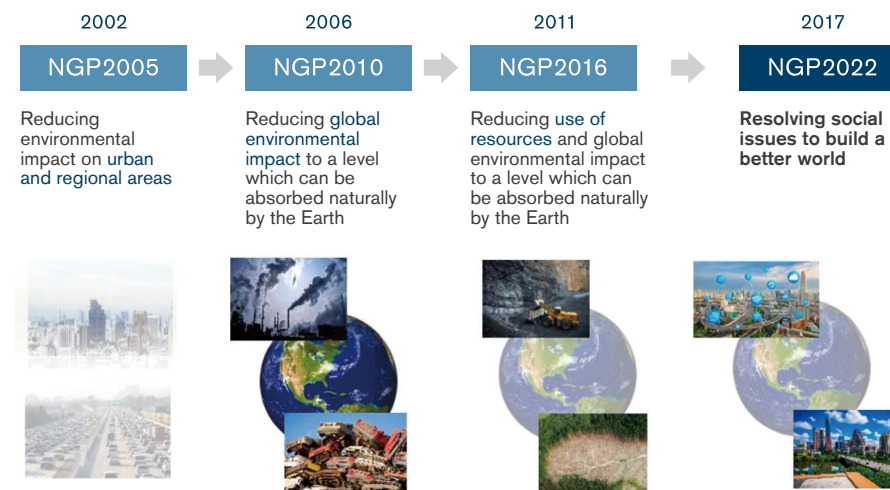 2002
NGP2005
Reducing
environmental
impact on urban
and regional areas
2006
NGP2010
Reducing global
environmental
impact to a level
which can be
absorbed naturally
by the Earth
2011
NGP2016
Reducing use of
resources and global
environmental impact
to a level which can
be absorbed naturally
by the Earth
2017
NGP2022
Resolving social
issues to build a
better world